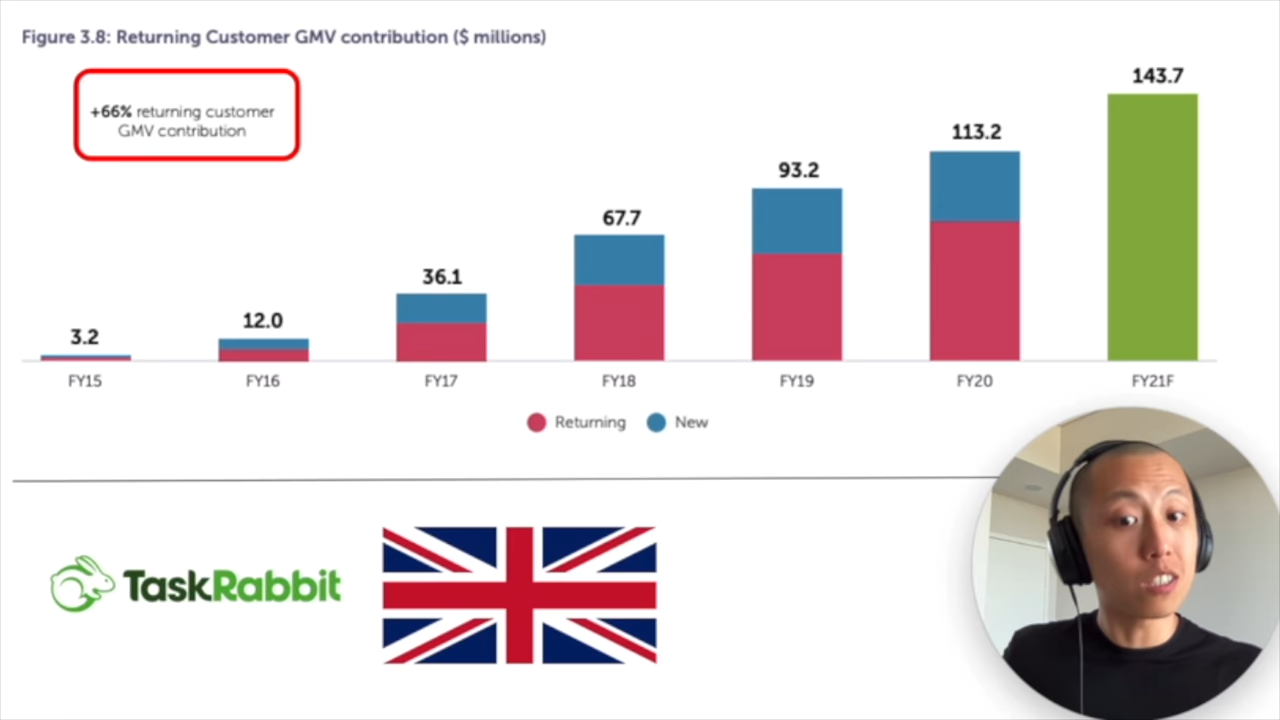 Figure 3.8: Returning Customer GMV contribution ($ millions)
+66% returning customer
GMV contribution
3.2
12.0
36.1
67.7
93.2
113.2
143.7
FY15
FY16
FY17
FY18
FY19
FY20
FY21F
Returning
New
TaskRabbit